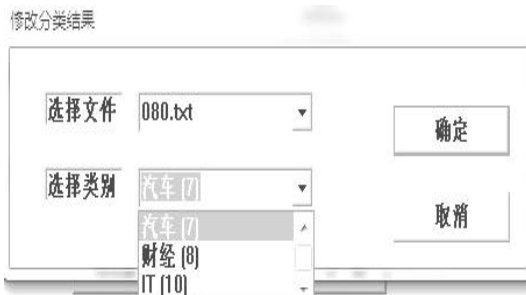 修改分类结果
选择文件 080.txt
确定
选择类别 汽车 (7)
取消
汽车 (7)
财经 (8)
IT (10)